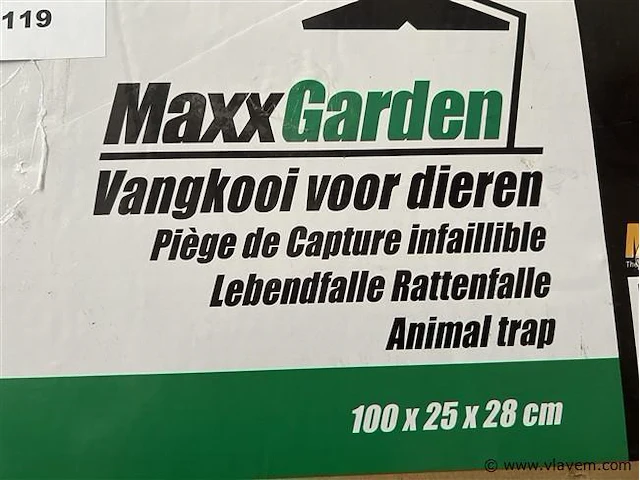 119
MaxxGarden
Vangkooi voor dieren
Piège de Capture infaillible
Lebendfalle Rattenfalle
Animal trap
100 x 25 x 28 cm
© www.vlavem.com